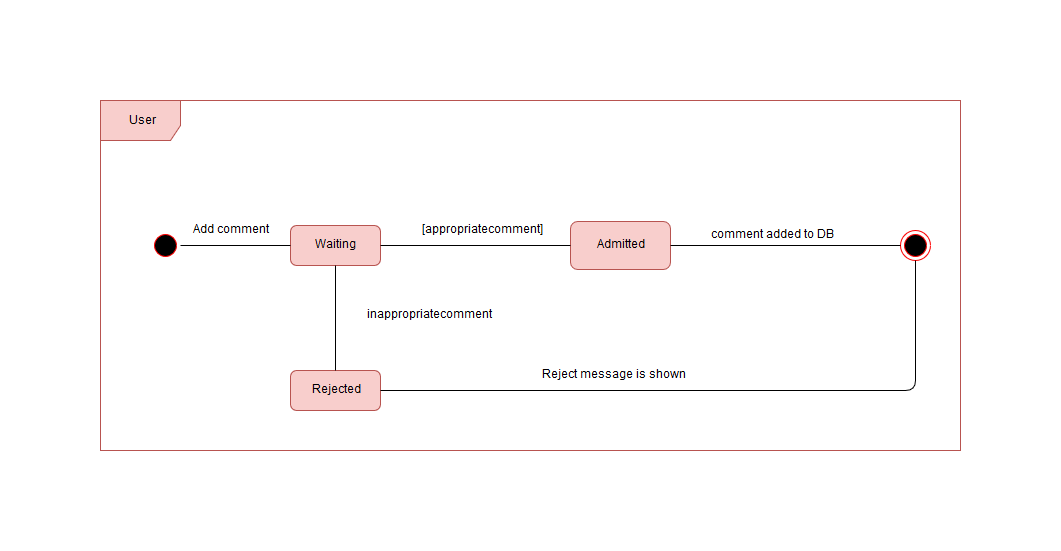 User
Add comment
[appropriatecomment]
comment added to DB
Waiting
Admitted
inappropriatecomment
Reject message is shown
Rejected